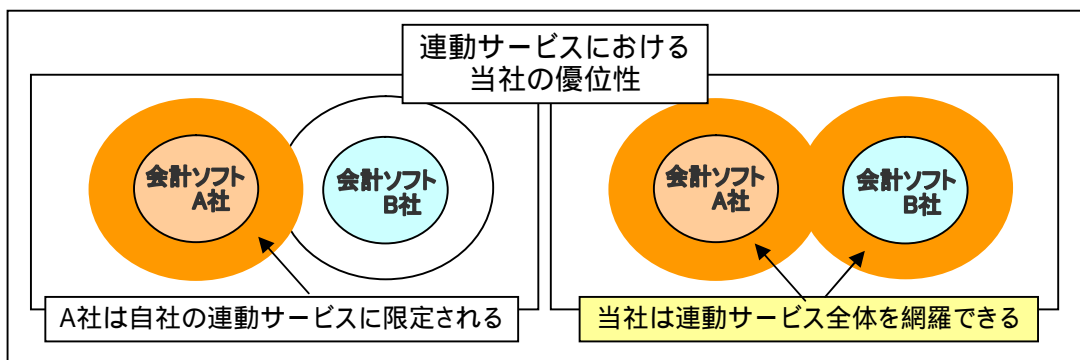 連動サービスにおける
当社の優位性
会計ソフト
A社
会計ソフト
B社
A社は自社の連動サービスに限定される
会計ソフト
A社
会計ソフト
B社
当社は連動サービス全体を網羅できる